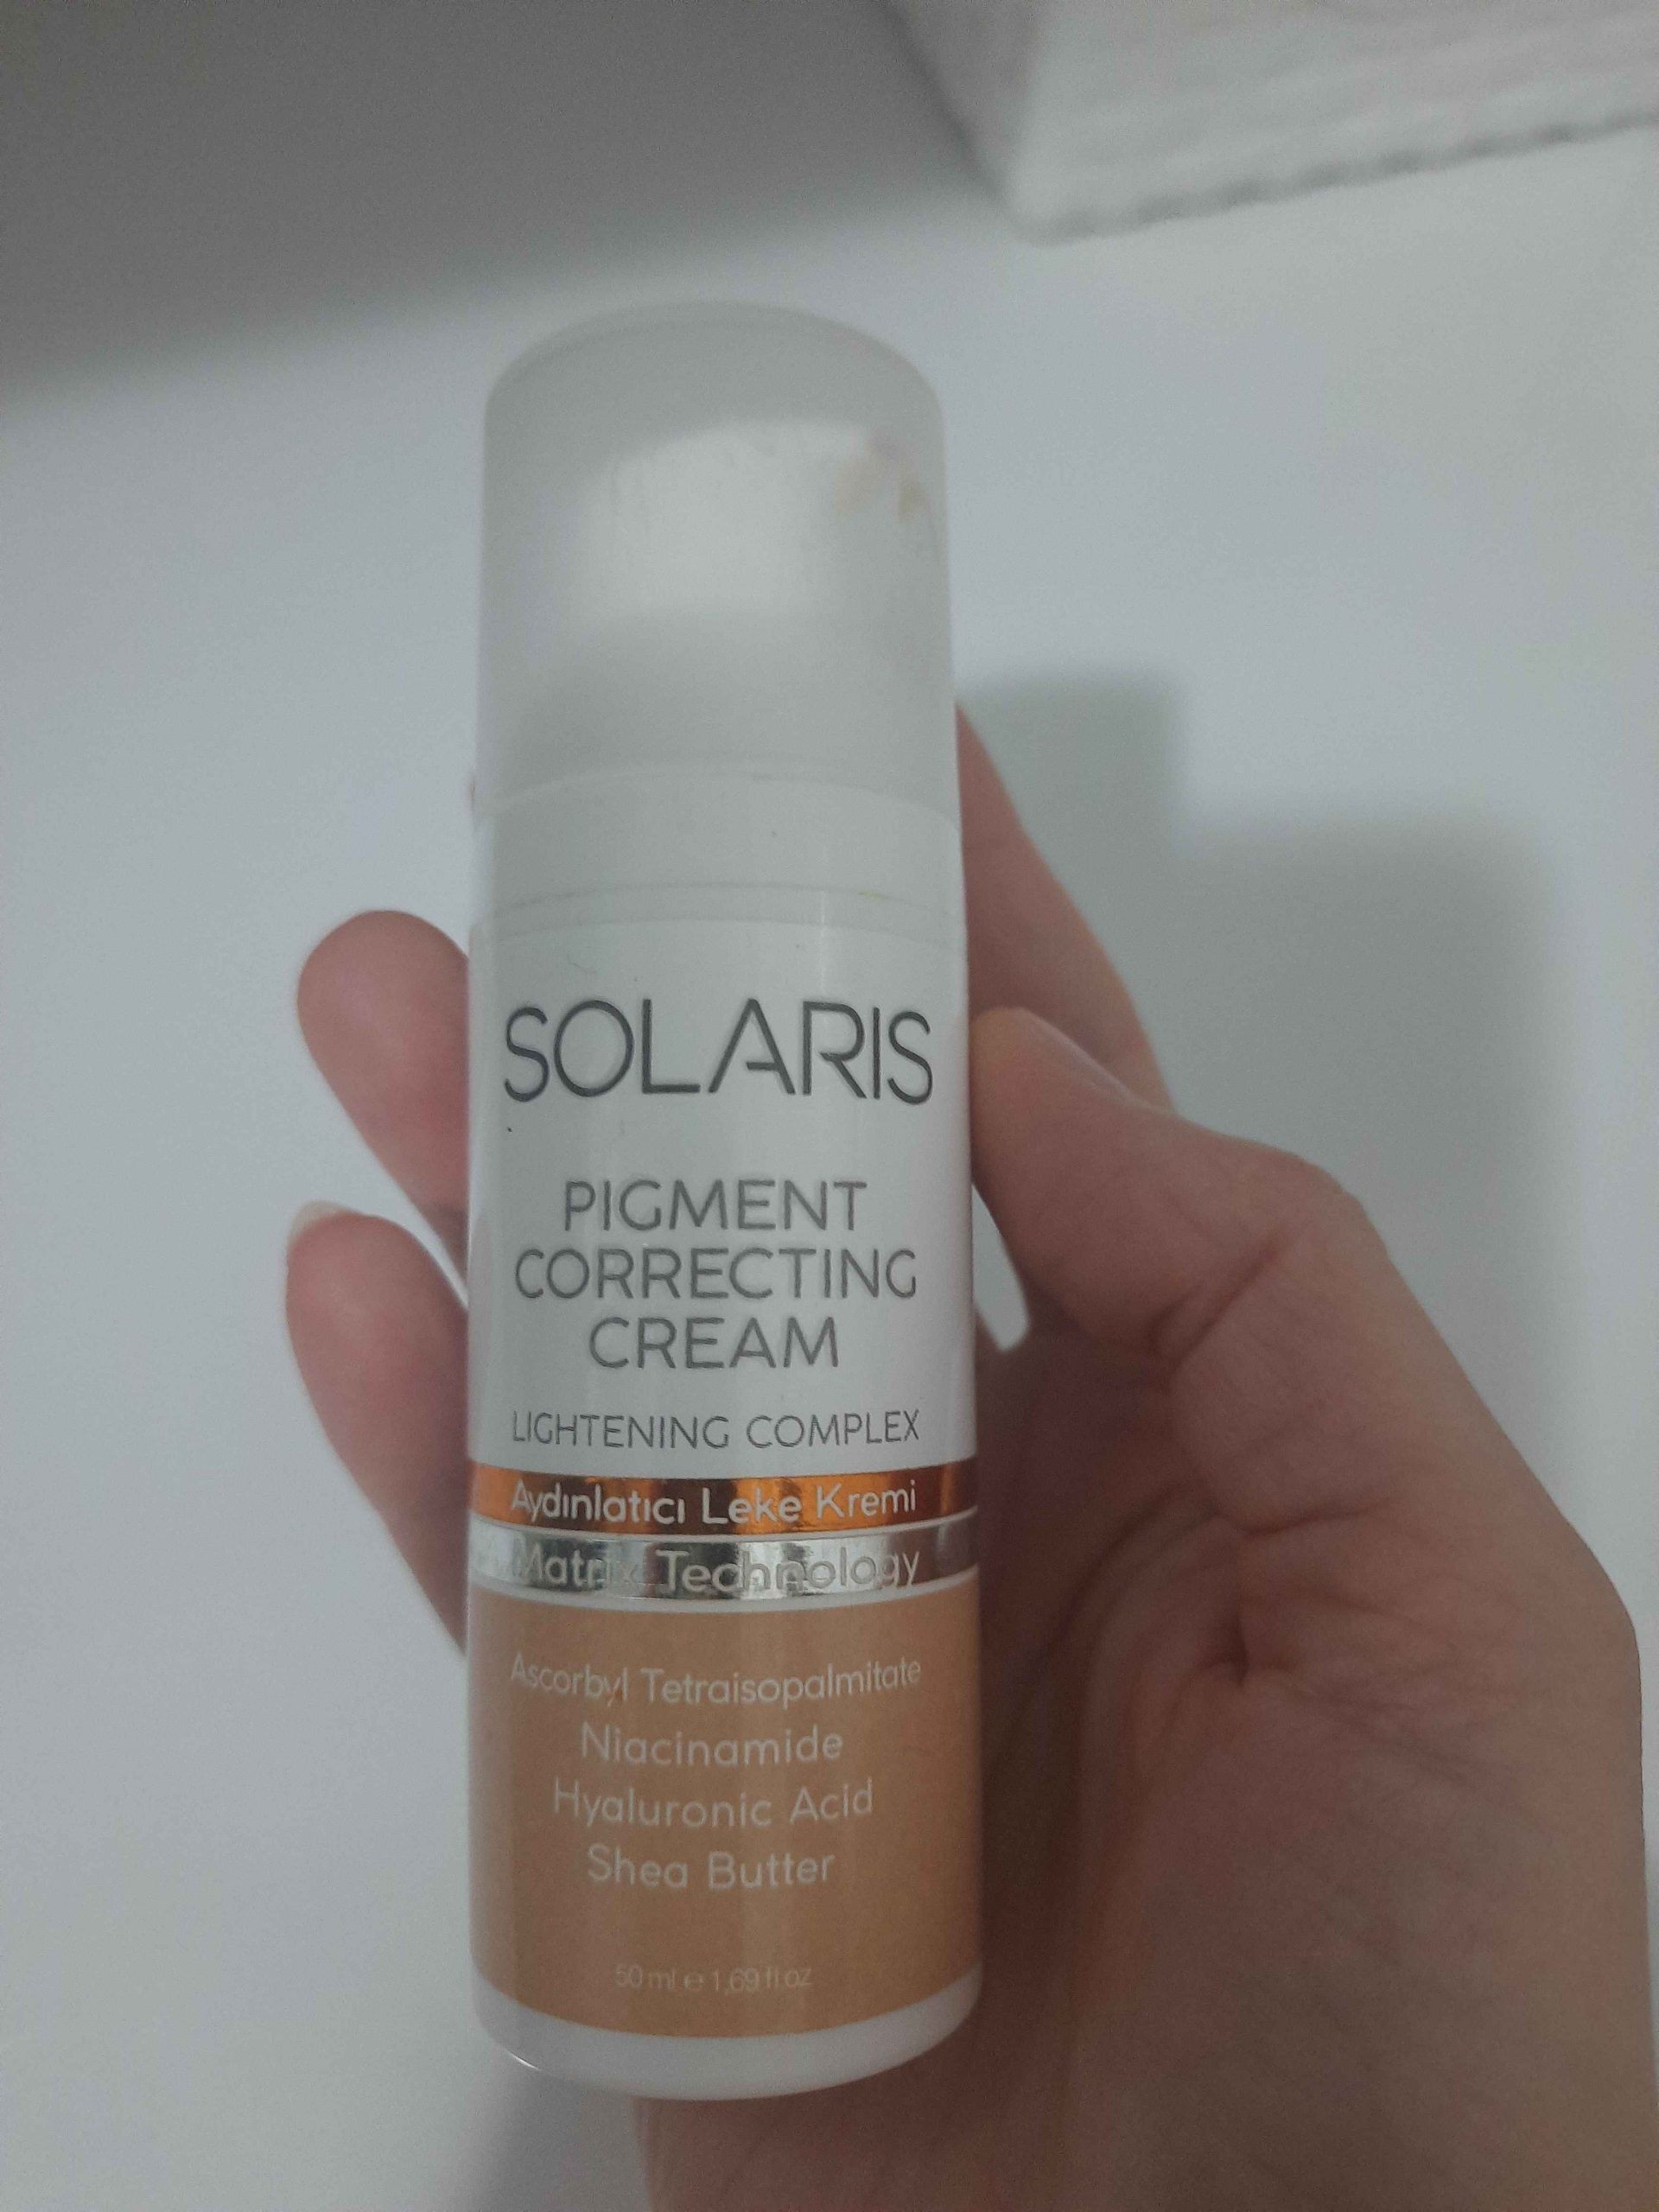 SOLARIS
PIGMENT
CORRECTING
CREAM
LIGHTENING COMPLEX
Aydınlatıcı Leke Kremi
Matrix Technology
Ascorbyl Tetraisopalmitate
Niacinamide
Hyaluronic Acid
Shea Butter
50 ml e 1,69 fl oz